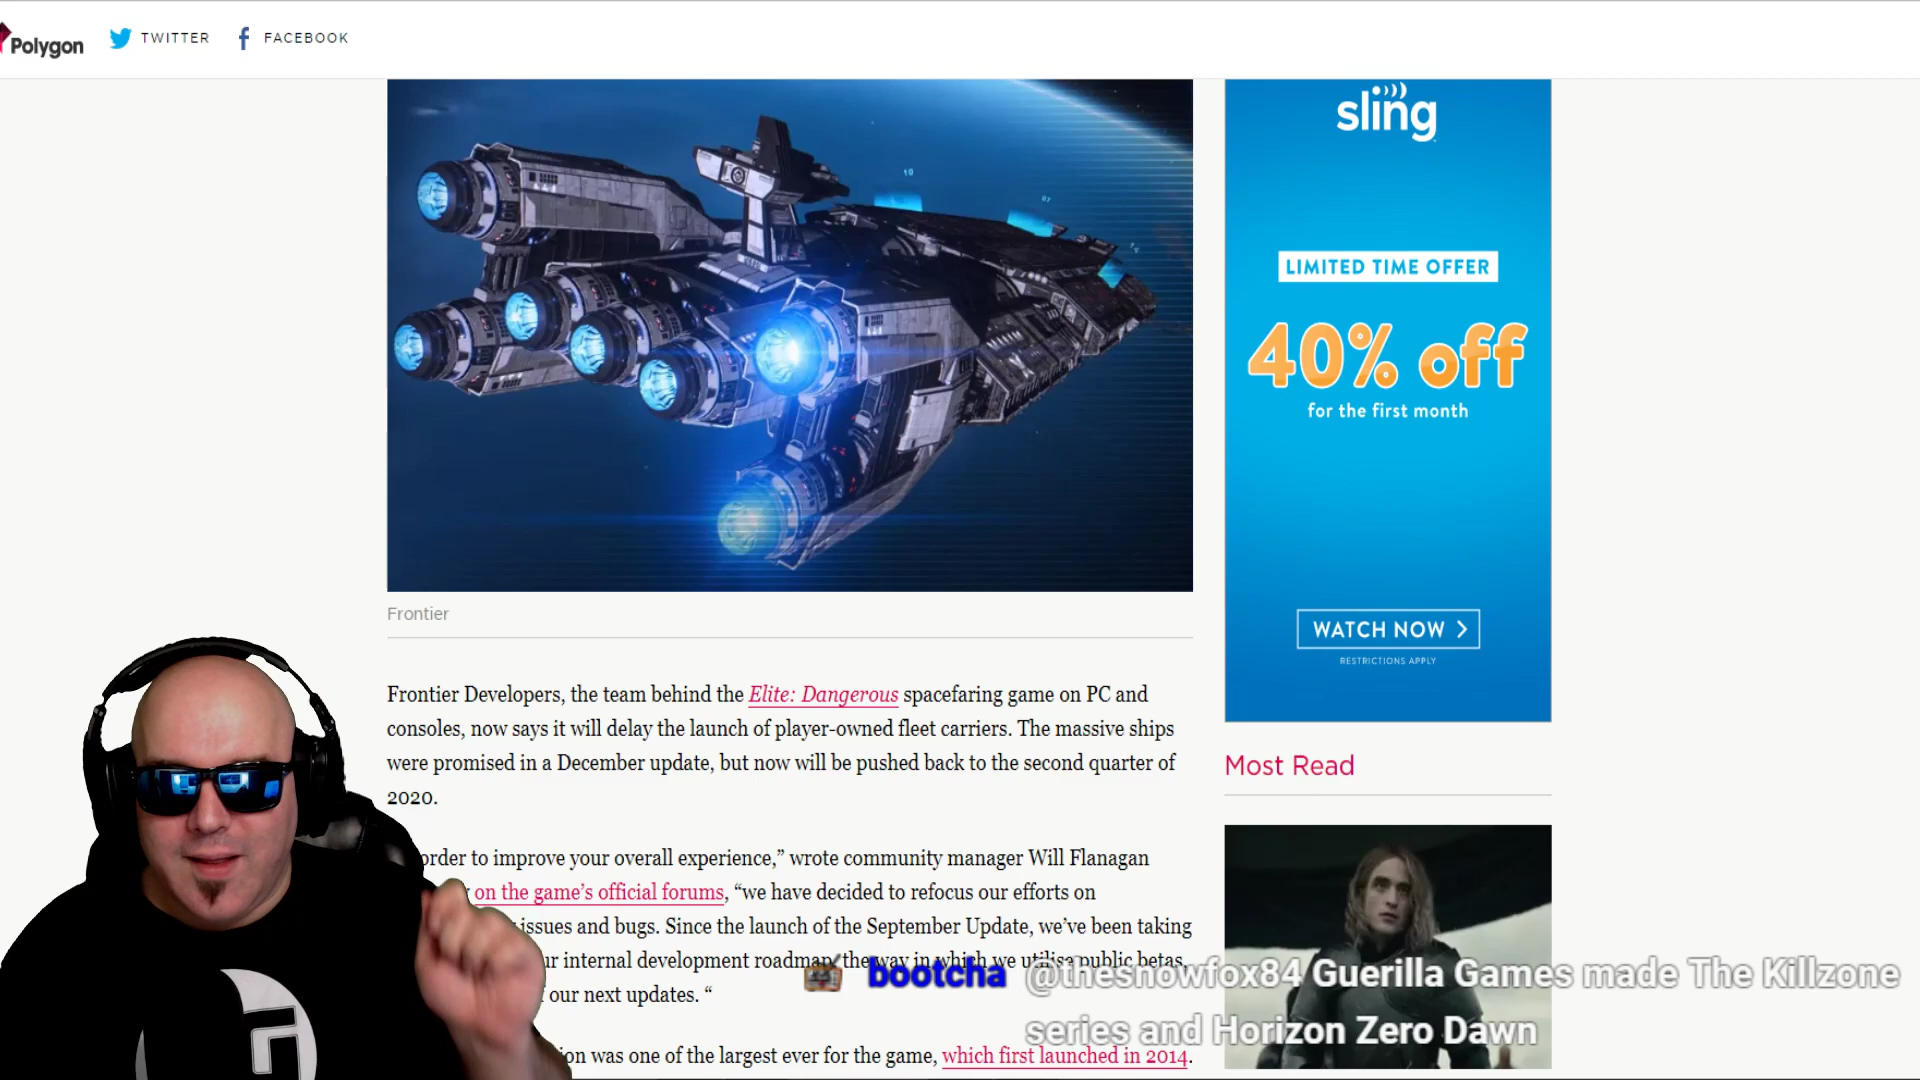 Polygon
TWITTER
FACEBOOK
Frontier
Frontier Developers, the team behind the Elite: Dangerous spacefaring game on PC and
consoles, now says it will delay the launch of player-owned fleet carriers. The massive ships
were promised in a December update, but now will be pushed back to the second quarter of
2020.
order to improve your overall experience,” wrote community manager Will Flanagan
on the game’s official forums, “we have decided to refocus our efforts on
issues and bugs. Since the launch of the September Update, we’ve been taking
internal development roadmap, the way in which we utilise public betas,
our next updates. “
was one of the largest ever for the game, which first launched in 2014.
sling
LIMITED TIME OFFER
40% off
for the first month
WATCH NOW >
RESTRICTIONS APPLY
Most Read
bootcha @thesnowfox84 Guerilla Games made The Killzone
series and Horizon Zero Dawn